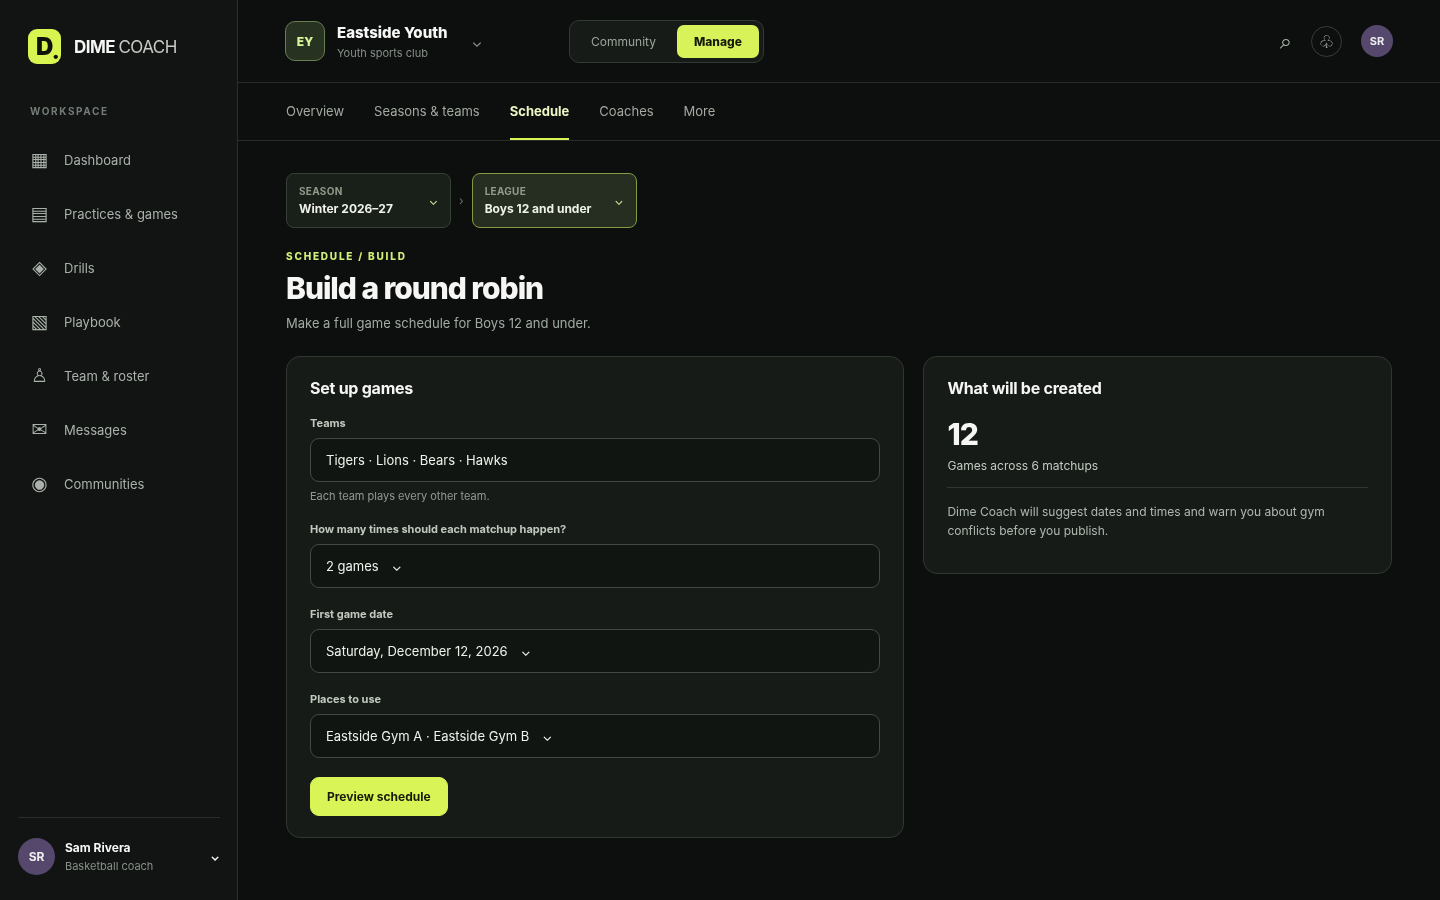 D.
DIME COACH
WORKSPACE
Dashboard
Practices & games
Drills
Playbook
Team & roster
Messages
Communities
SR
Sam Rivera
Basketball coach
EY
Eastside Youth
Youth sports club
Community
Manage
SR
Overview
Seasons & teams
Schedule
Coaches
More
SEASON
Winter 2026–27
›
LEAGUE
Boys 12 and under
SCHEDULE / BUILD
Build a round robin
Make a full game schedule for Boys 12 and under.
Set up games
Teams
Tigers · Lions · Bears · Hawks
Each team plays every other team.
How many times should each matchup happen?
2 games
First game date
Saturday, December 12, 2026
Places to use
Eastside Gym A · Eastside Gym B
Preview schedule
What will be created
12
Games across 6 matchups
Dime Coach will suggest dates and times and warn you about gym
conflicts before you publish.